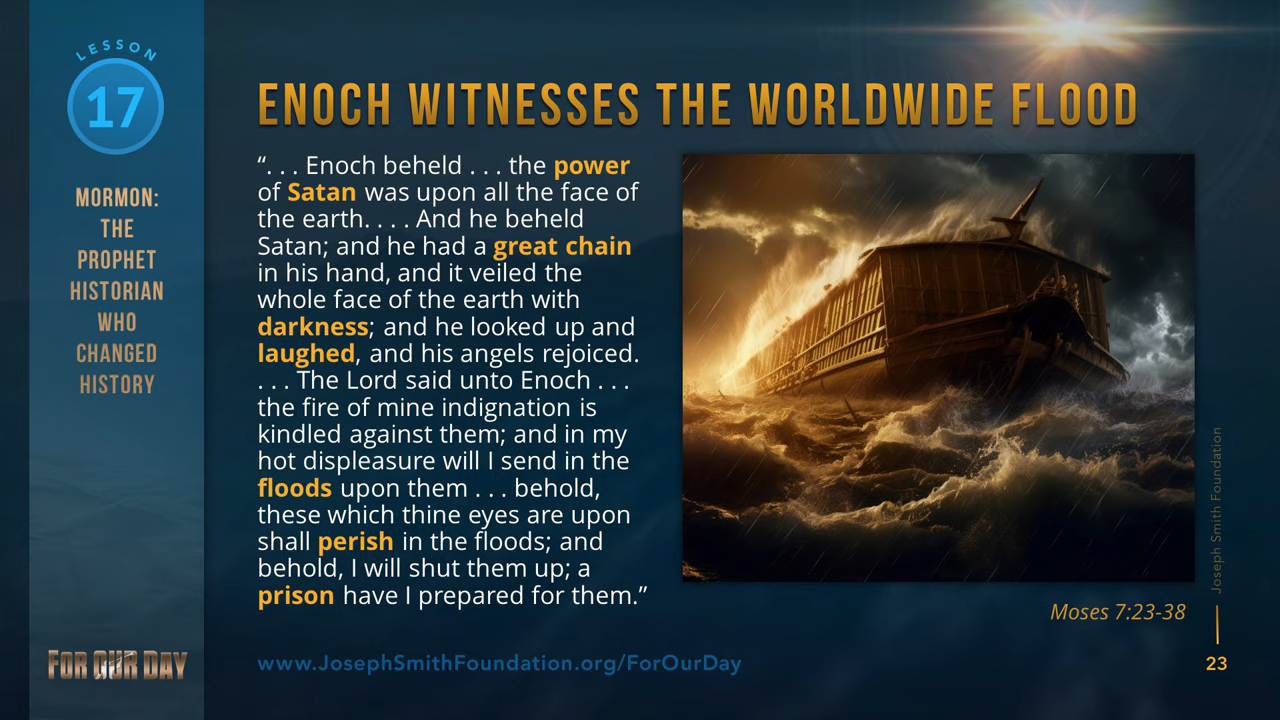 LESSON
17
MORMON:
THE
PROPHET
HISTORIAN
WHO
CHANGED
HISTORY
FOR OUR DAY
ENOCH WITNESSES THE WORLDWIDE FLOOD
“. . . Enoch beheld . . . the power
of Satan was upon all the face of
the earth. . . . And he beheld
Satan; and he had a great chain
in his hand, and it veiled the
whole face of the earth with
darkness; and he looked up and
laughed, and his angels rejoiced.
. . . The Lord said unto Enoch . . .
the fire of mine indignation is
kindled against them; and in my
hot displeasure will I send in the
floods upon them . . . behold,
these which thine eyes are upon
shall perish in the floods; and
behold, I will shut them up; a
prison have I prepared for them.”
Moses 7:23-38
www.JosephSmithFoundation.org/ForOurDay
Joseph Smith Foundation
23